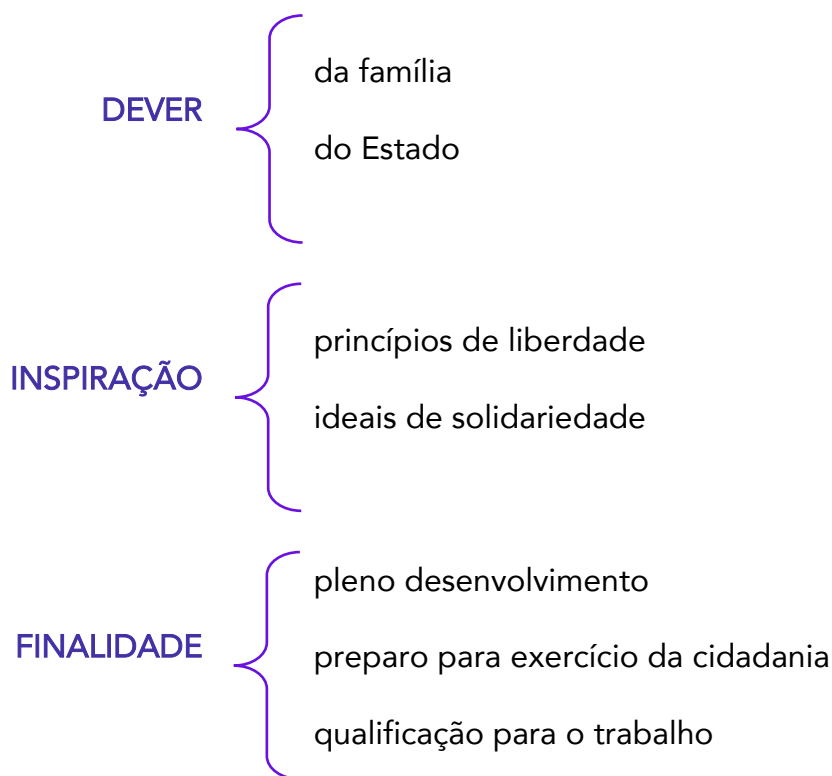 da família
DEVER
do Estado
princípios de liberdade
INSPIRAÇÃO
ideais de solidariedade
pleno desenvolvimento
FINALIDADE
preparo para exercício da cidadania
qualificação para o trabalho